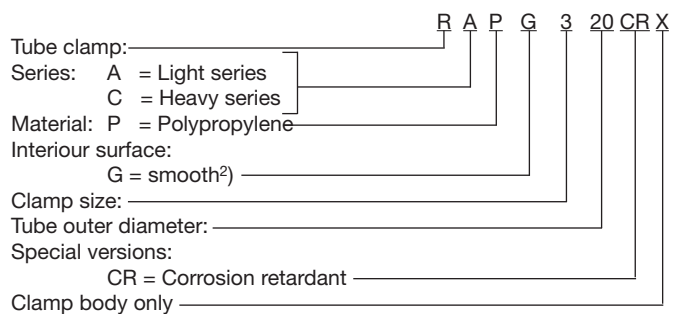 R A P G 3 20 CR X
Tube clamp:
Series: A = Light series
C = Heavy series
Material: P = Polypropylene
Interiour surface:
G = smooth²)
Clamp size:
Tube outer diameter:
Special versions:
CR = Corrosion retardant
Clamp body only